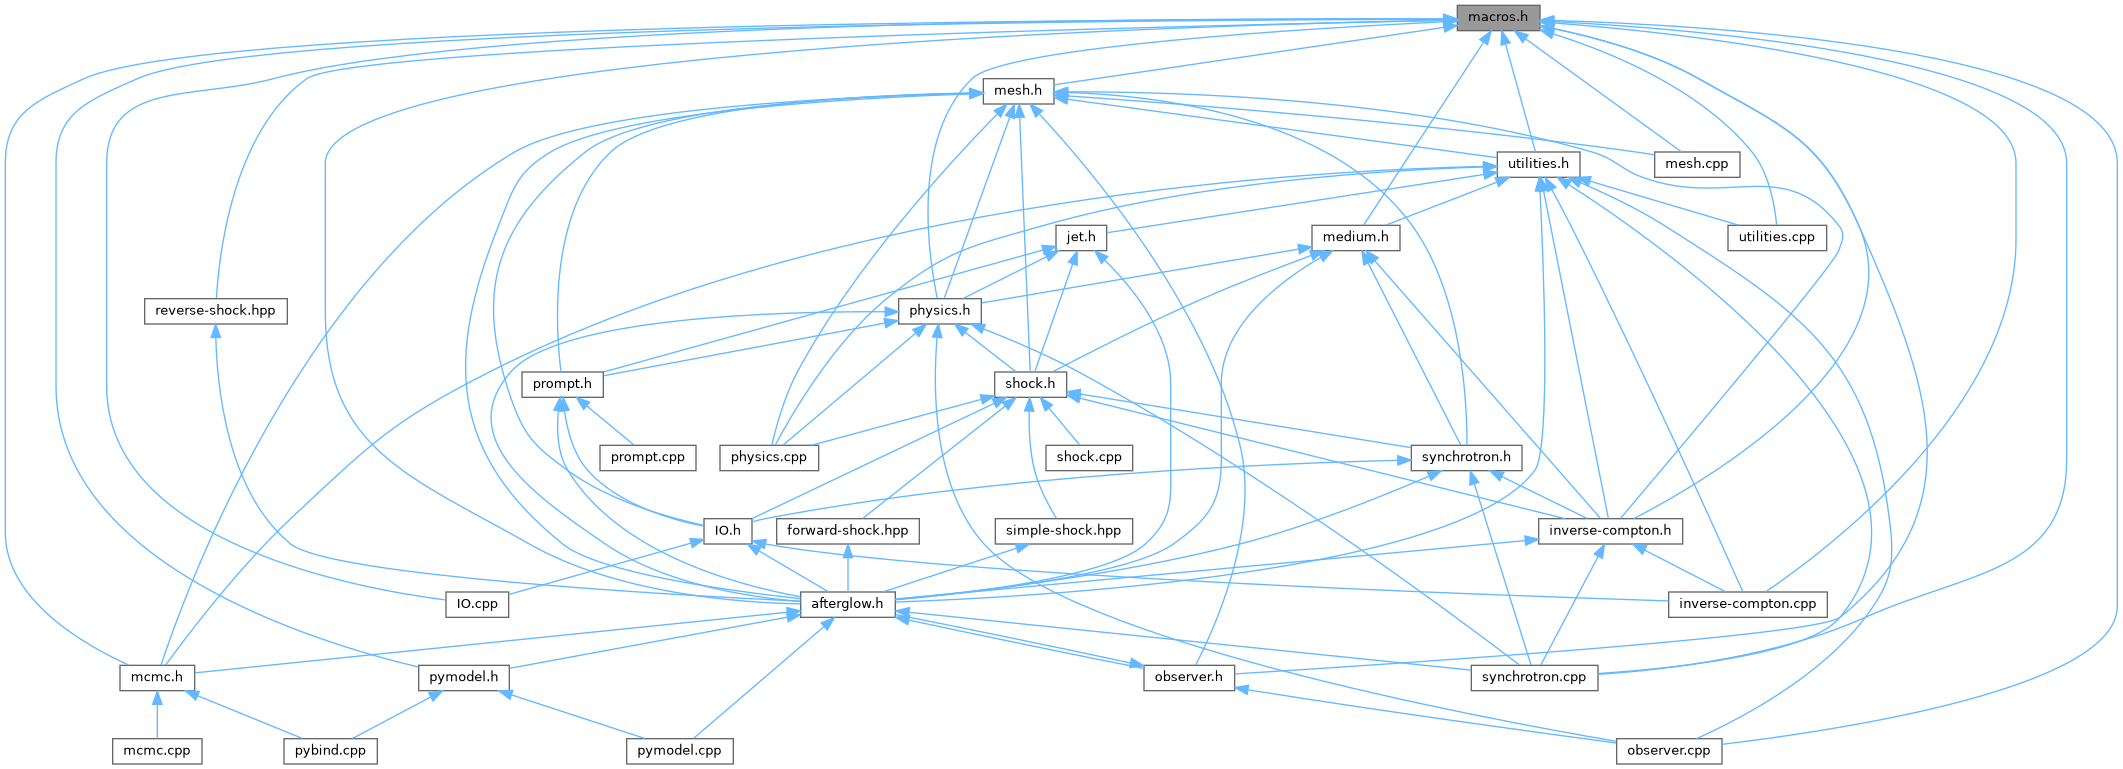 macros.h
mesh.h
utilities.h
mesh.cpp
jet.h
medium.h
utilities.cpp
reverse-shock.hpp
physics.h
prompt.h
shock.h
prompt.cpp
physics.cpp
shock.cpp
synchrotron.h
IO.h
forward-shock.hpp
simple-shock.hpp
inverse-compton.h
IO.cpp
afterglow.h
inverse-compton.cpp
mcmc.h
pymodel.h
observer.h
synchrotron.cpp
mcmc.cpp
pybind.cpp
pymodel.cpp
observer.cpp